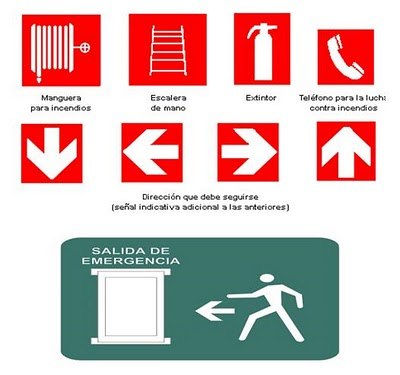 Manguera
para incendios
Escalera
de mano
Extintor
Teléfono para la lucha
contra incendios
Dirección que debe seguirse
(señal indicativa adicional a las anteriores)
SALIDA DE
EMERGENCIA